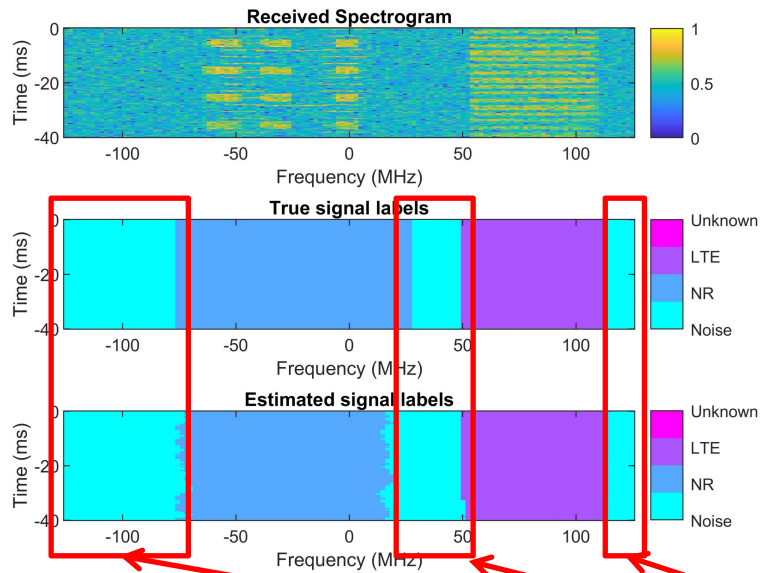 Received Spectrogram
Time (ms)
0
-20
-40
-100
-50
0
50
100
Frequency (MHz)
1
0.5
0
True signal labels
Time (ms)
0
-20
-40
-100
-50
0
50
100
Frequency (MHz)
Unknown
LTE
NR
Noise
Estimated signal labels
Time (ms)
0
-20
-40
-100
-50
0
50
100
Frequency (MHz)
Unknown
LTE
NR
Noise